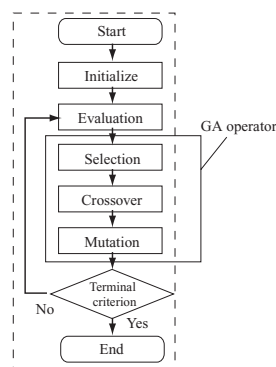 Start
Initialize
Evaluation
GA operator
Selection
Crossover
Mutation
Terminal
criterion
No
Yes
End